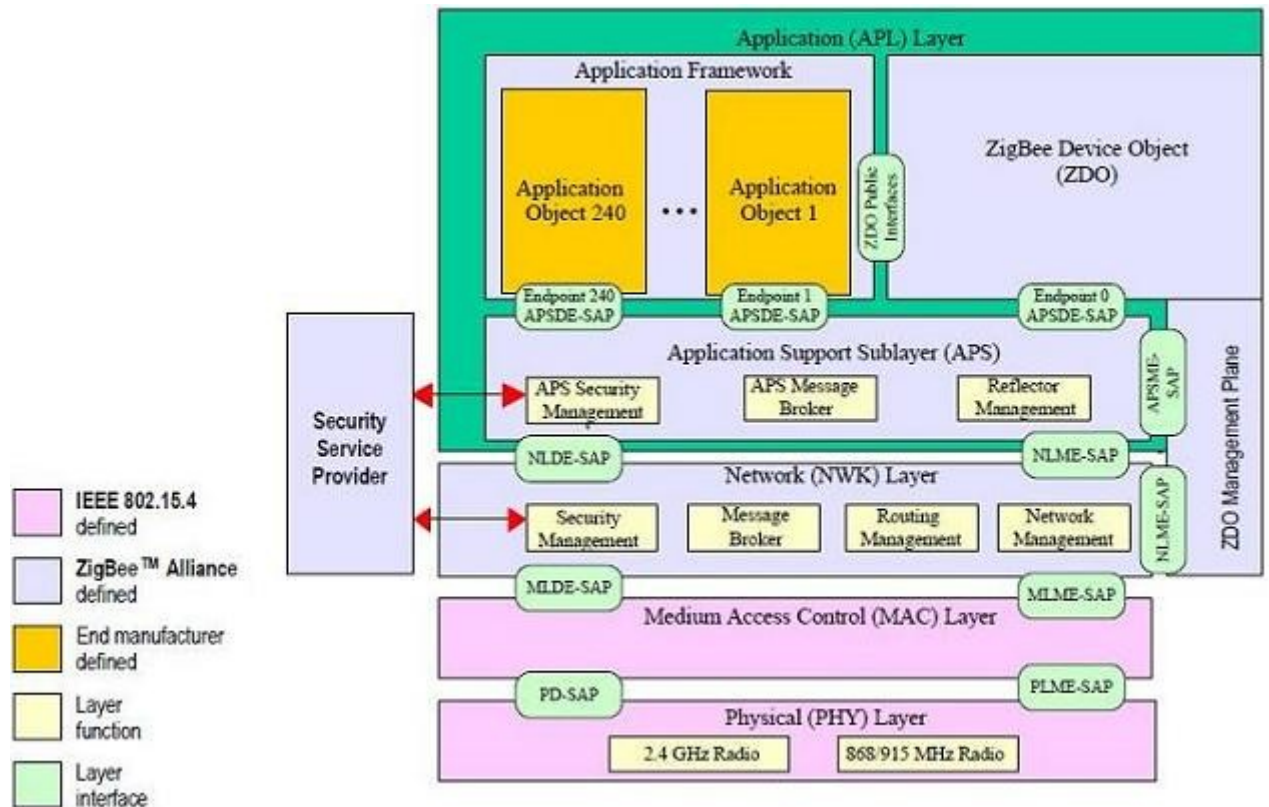 Application (APL) Layer
Application Framework
Application
Object 240
...
Application
Object 1
ZDO Public
Interfaces
ZigBee Device Object
(ZDO)
Endpoint 240
APSDE-SAP
Endpoint 1
APSDE-SAP
Endpoint 0
APSDE-SAP
Application Support Sublayer (APS)
APS Security
Management
APS Message
Broker
Reflector
Management
APSME-
SAP
ZDO Management Plane
Security
Service
Provider
NLDE-SAP
NLME-SAP
Network (NWK) Layer
Security
Management
Message
Broker
Routing
Management
Network
Management
NLME-SAP
MLDE-SAP
MLME-SAP
Medium Access Control (MAC) Layer
PD-SAP
PLME-SAP
Physical (PHY) Layer
2.4 GHz Radio
868/915 MHz Radio
IEEE 802.15.4
defined
ZigBee™ Alliance
defined
End manufacturer
defined
Layer
function
Layer
interface